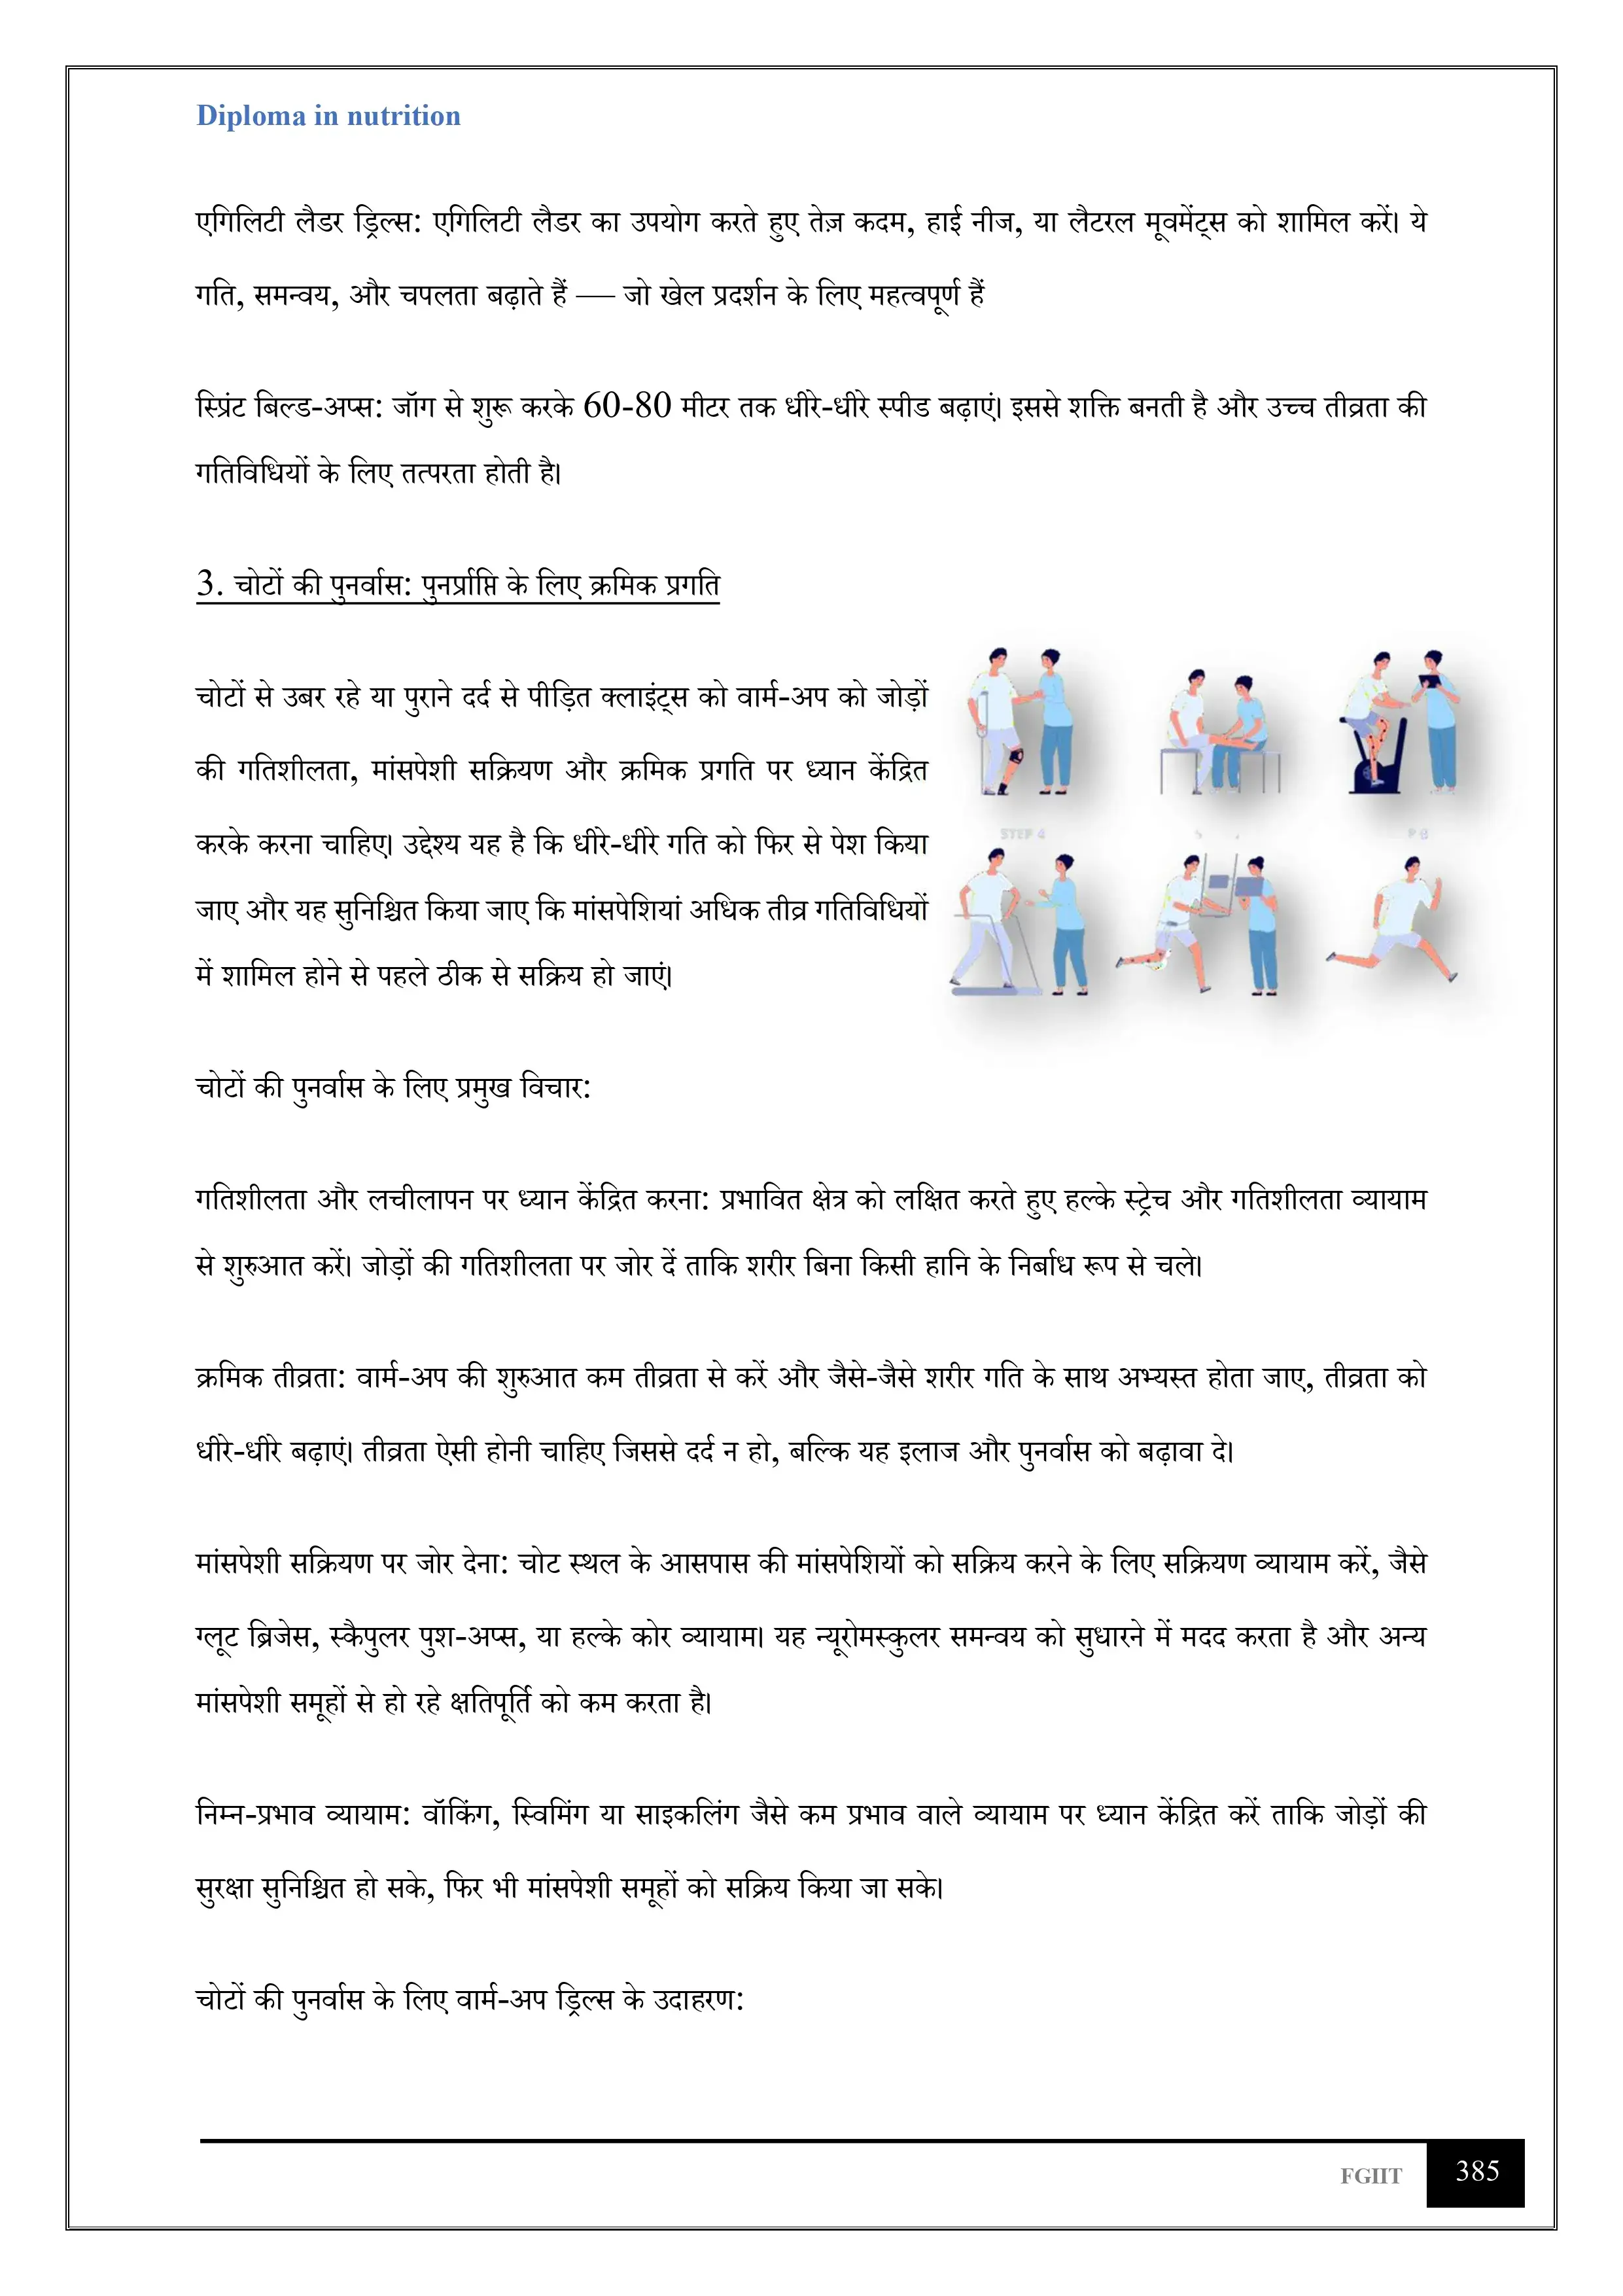 Diploma in nutrition
एगिलिटी लैडर ड्रिल्स: एगिलिटी लैडर का उपयोग करते हुए तेज़ कदम, हाई नीज, या लैटरल मूवमेंट्स को शामिल करें। ये
गति, समन्वय, और चपलता बढ़ाते हैं — जो खेल प्रदर्शन के लिए महत्वपूर्ण हैं
स्प्रिंट बिल्ड-अप्स: जॉग से शुरू करके 60-80 मीटर तक धीरे-धीरे स्पीड बढ़ाएं। इससे शक्ति बनती है और उच्च तीव्रता की
गतिविधियों के लिए तत्परता होती है।
3. चोटों की पुनर्वास: पुनर्प्राप्ति के लिए क्रमिक प्रगति
चोटों से उबर रहे या पुराने दर्द से पीड़ित क्लाइंट्स को वार्म-अप को जोड़ों
की गतिशीलता, मांसपेशी सक्रियण और क्रमिक प्रगति पर ध्यान केंद्रित
करके करना चाहिए। उद्देश्य यह है कि धीरे-धीरे गति को फिर से पेश किया
जाए और यह सुनिश्चित किया जाए कि मांसपेशियां अधिक तीव्र गतिविधियों
में शामिल होने से पहले ठीक से सक्रिय हो जाएं।
STEP 4
चोटों की पुनर्वास के लिए प्रमुख विचार:
गतिशीलता और लचीलापन पर ध्यान केंद्रित करना: प्रभावित क्षेत्र को लक्षित करते हुए हल्के स्ट्रेच और गतिशीलता व्यायाम
से शुरुआत करें। जोड़ों की गतिशीलता पर जोर दें ताकि शरीर बिना किसी हानि के निर्बाध रूप से चले।
क्रमिक तीव्रता: वार्म-अप की शुरुआत कम तीव्रता से करें और जैसे-जैसे शरीर गति के साथ अभ्यस्त होता जाए, तीव्रता को
धीरे-धीरे बढ़ाएं। तीव्रता ऐसी होनी चाहिए जिससे दर्द न हो, बल्कि यह इलाज और पुनर्वास को बढ़ावा दे।
मांसपेशी सक्रियण पर जोर देना: चोट स्थल के आसपास की मांसपेशियों को सक्रिय करने के लिए सक्रियण व्यायाम करें, जैसे
ग्लूट ब्रिजेस, स्कैपुलर पुश-अप्स, या हल्के कोर व्यायाम। यह न्यूरोमस्कुलर समन्वय को सुधारने में मदद करता है और अन्य
मांसपेशी समूहों से हो रहे क्षतिपूर्ति को कम करता है।
निम्न-प्रभाव व्यायाम: वॉकिंग, स्विमिंग या साइकलिंग जैसे कम प्रभाव वाले व्यायाम पर ध्यान केंद्रित करें ताकि जोड़ों की
सुरक्षा सुनिश्चित हो सके, फिर भी मांसपेशी समूहों को सक्रिय किया जा सके।
चोटों की पुनर्वास के लिए वार्म-अप ड्रिल्स के उदाहरण:
FGIIT 385